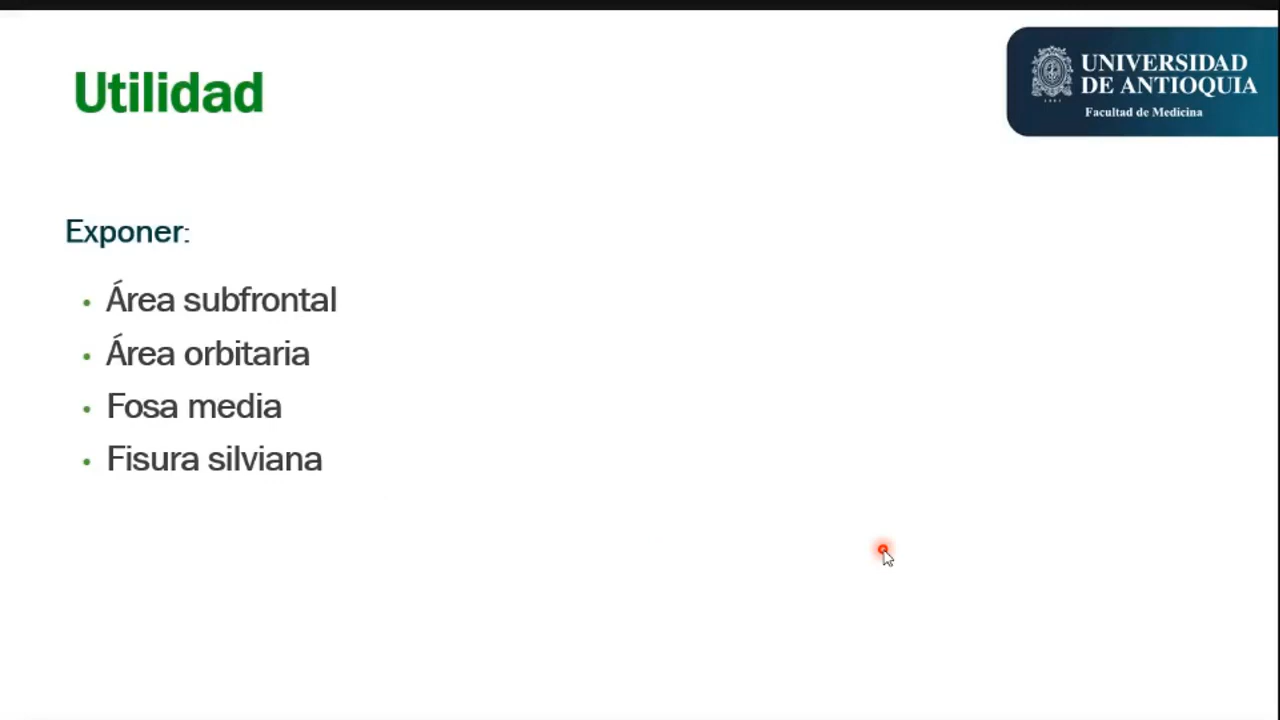 Utilidad
UNIVERSIDAD
DE ANTIOQUIA
Facultad de Medicina
Exponer:
• Área subfrontal
• Área orbitaria
• Fosa media
• Fisura silviana